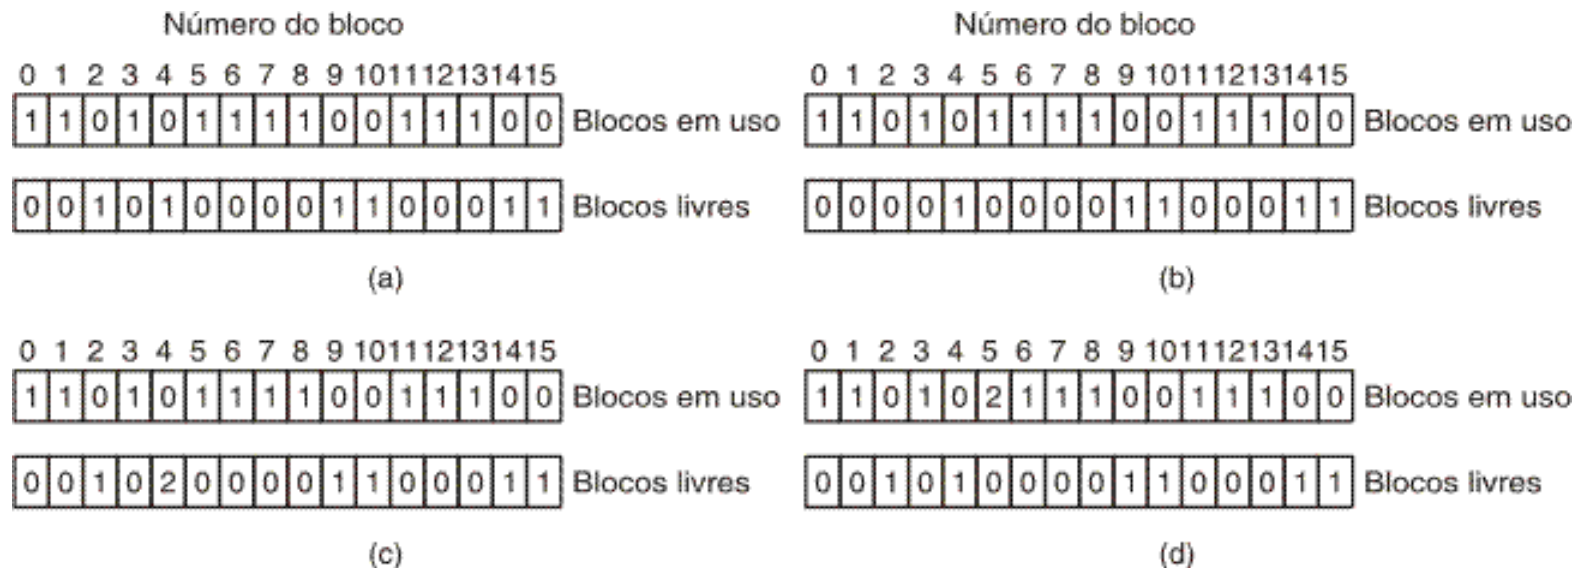 Número do bloco
0 1 2 3 4 5 6 7 8 9 10 11 12 13 14 15
1 1 0 1 0 1 1 1 1 0 0 1 1 1 0 0 Blocos em uso
0 0 1 0 1 0 0 0 0 1 1 0 0 0 1 1 Blocos livres
(a)
Número do bloco
0 1 2 3 4 5 6 7 8 9 10 11 12 13 14 15
1 1 0 1 0 1 1 1 1 0 0 1 1 1 0 0 Blocos em uso
0 0 0 0 1 0 0 0 0 1 1 0 0 0 1 1 Blocos livres
(b)
0 1 2 3 4 5 6 7 8 9 10 11 12 13 14 15
1 1 0 1 0 1 1 1 1 0 0 1 1 1 0 0 Blocos em uso
0 0 1 0 2 0 0 0 0 1 1 0 0 0 1 1 Blocos livres
(c)
0 1 2 3 4 5 6 7 8 9 10 11 12 13 14 15
1 1 0 1 0 2 1 1 1 0 0 1 1 1 0 0 Blocos em uso
0 0 1 0 1 0 0 0 0 1 1 0 0 0 1 1 Blocos livres
(d)